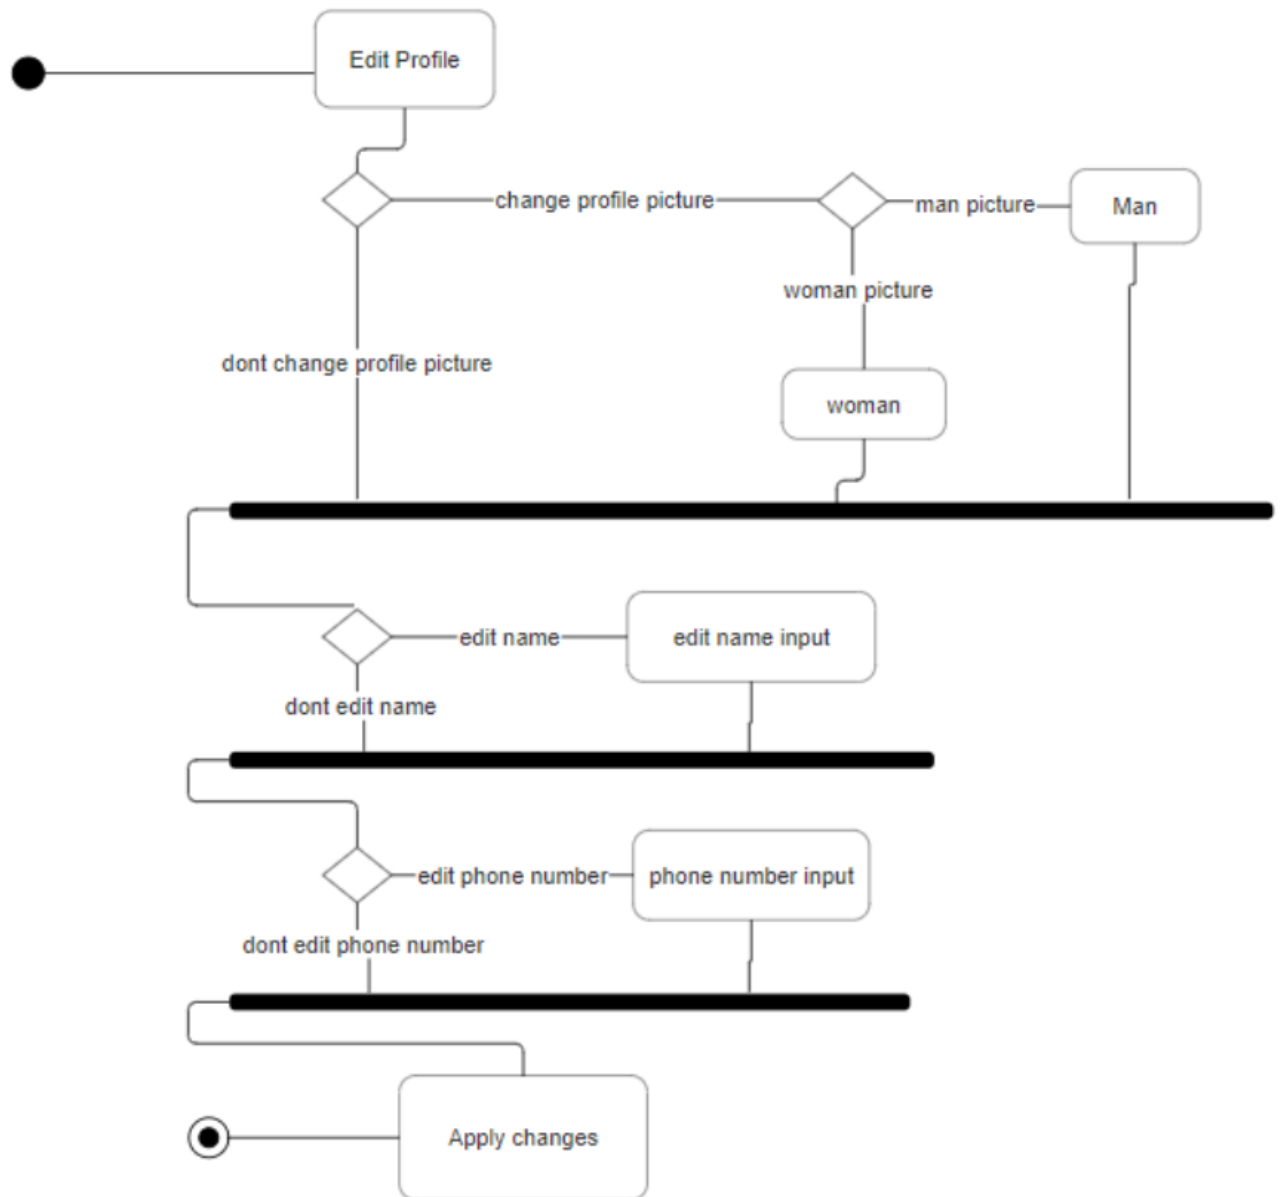 Edit Profile
change profile picture
man picture
Man
woman picture
dont change profile picture
woman
edit name
edit name input
dont edit name
edit phone number
phone number input
dont edit phone number
Apply changes